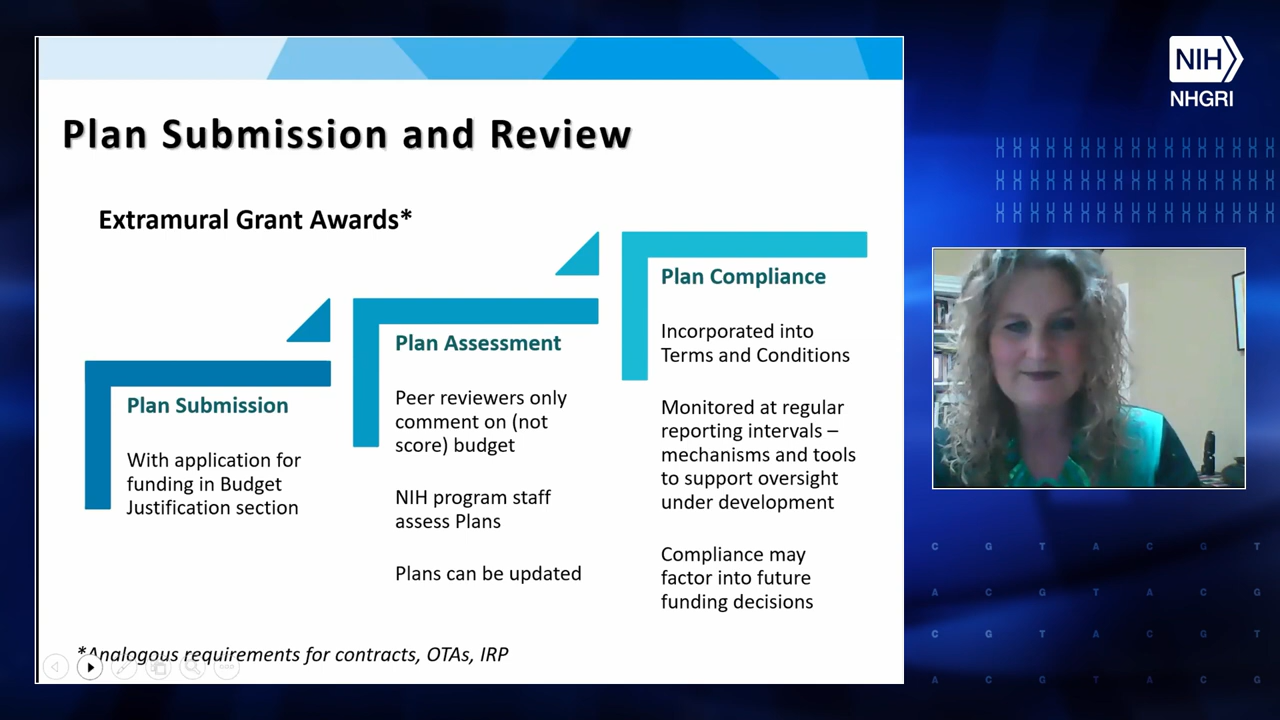 NIH
NHGRI
Plan Submission and Review
Extramural Grant Awards*
Plan Submission
With application for
funding in Budget
Justification section
Plan Assessment
Peer reviewers only
comment on (not
score) budget
NIH program staff
assess Plans
Plans can be updated
Plan Compliance
Incorporated into
Terms and Conditions
Monitored at regular
reporting intervals –
mechanisms and tools
to support oversight
under development
Compliance may
factor into future
funding decisions
*Analogous requirements for contracts, OTAs, IRP
C G T A C G T
A C G T A C G
C G T A C G T
A C G T A C G